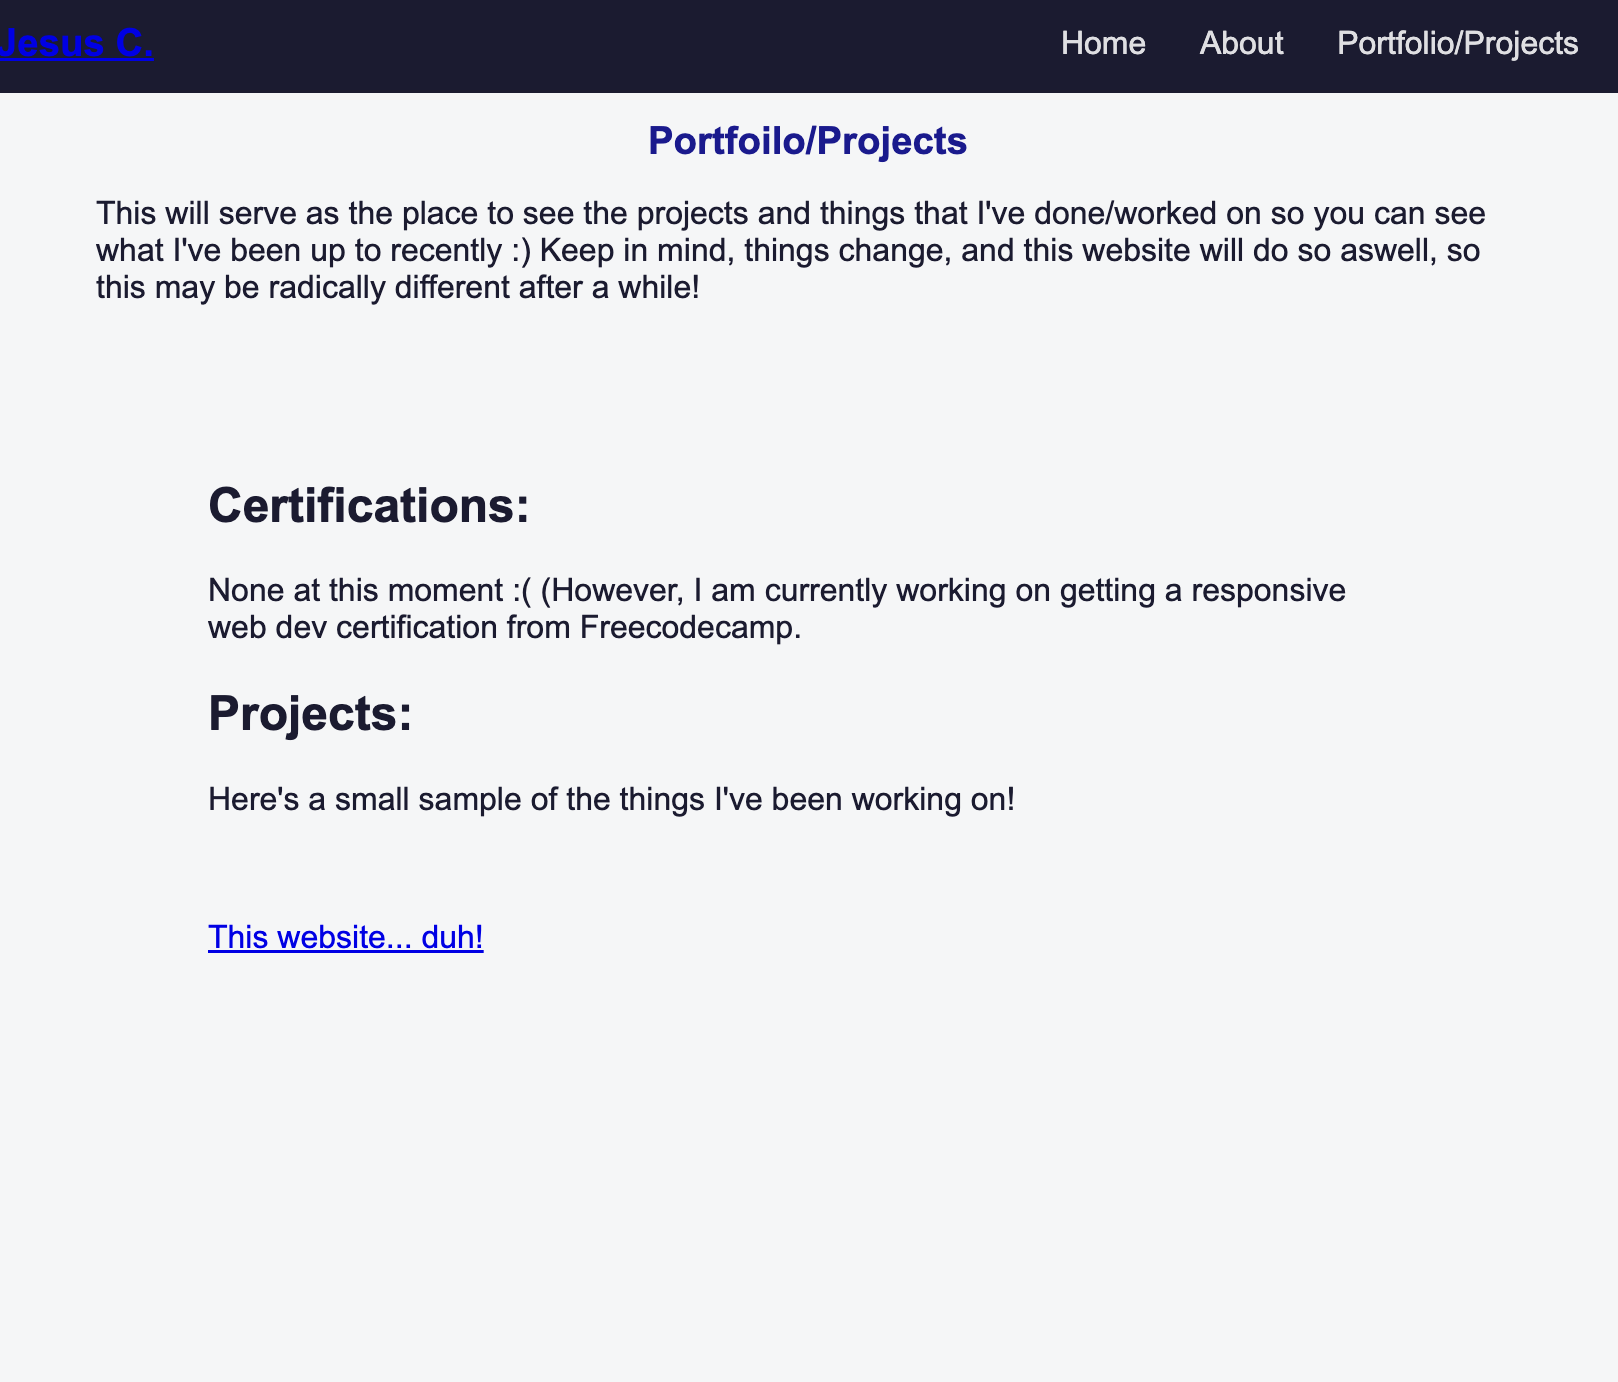 Jesus C.
Home About Portfolio/Projects
Portfoilo/Projects
This will serve as the place to see the projects and things that I've done/worked on so you can see
what I've been up to recently :) Keep in mind, things change, and this website will do so aswell, so
this may be radically different after a while!
Certifications:
None at this moment :( (However, I am currently working on getting a responsive
web dev certification from Freecodecamp.
Projects:
Here's a small sample of the things I've been working on!
This website... duh!